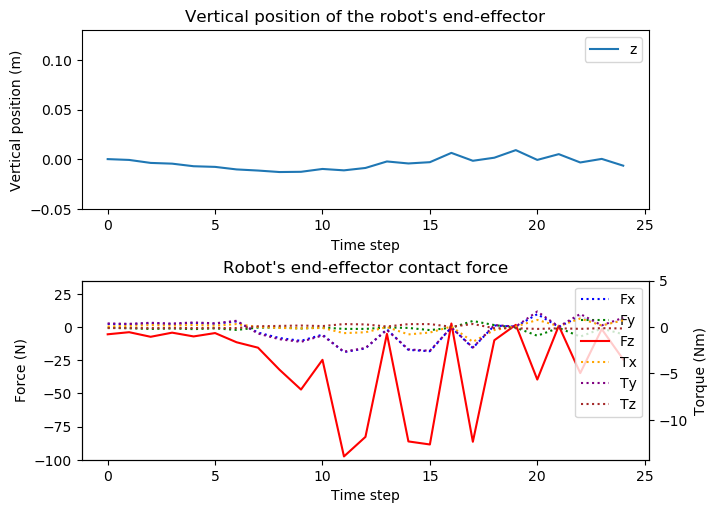 Vertical position of the robot's end-effector
Vertical position (m)
0.10
0.05
0.00
−0.05
z
0
5
10
15
20
25
Time step
Robot's end-effector contact force
Force (N)
25
0
−25
−50
−75
−100
Fx
Fy
Fz
Tx
Ty
Tz
5
0
−5
−10
Torque (Nm)
0
5
10
15
20
25
Time step